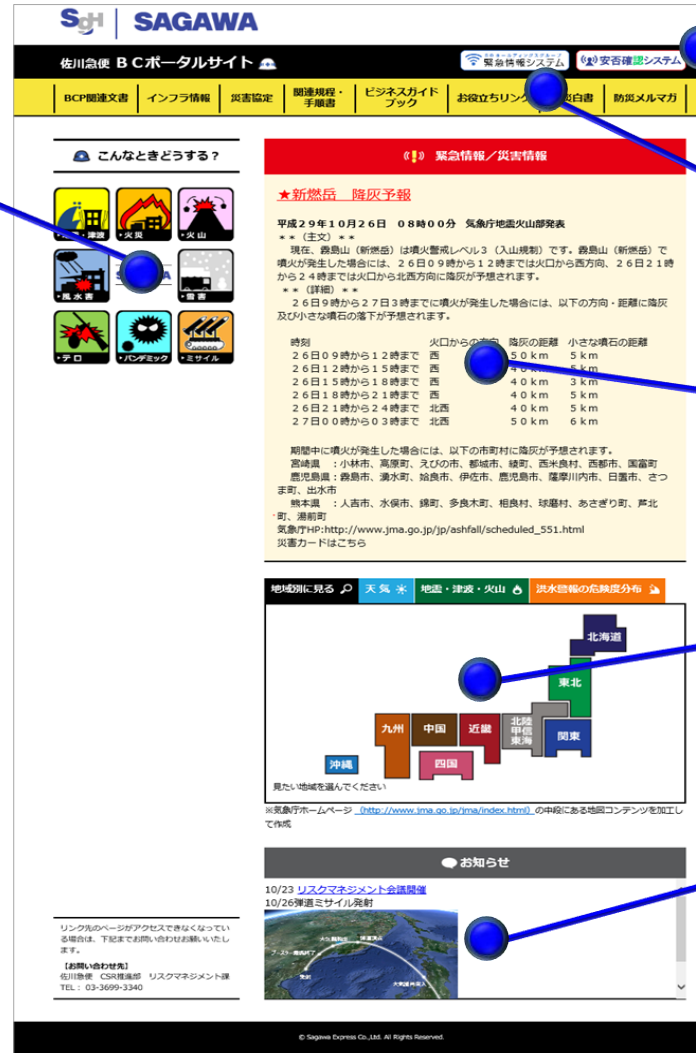 SGH SAGAWA
佐川急便 BCポータルサイト
緊急情報システム
安否確認システム
BCP関連文書
インフラ情報
災害協定
関連規程・
手順書
ビジネスガイド
ブック
お役立ちリンク
災白書
防災メルマガ
こんなときどうする?
・津波
・火災
・火山
・風水害
SAGAWA
・雪害
・テロ
・パンデミック
・ミサイル
緊急情報/災害情報
★新燃岳 降灰予報
平成29年10月26日 08時00分 気象庁地震火山部発表
**(主文)**
現在、霧島山(新燃岳)は噴火警戒レベル3(入山規制)です。霧島山(新燃岳)で
噴火が発生した場合には、26日09時から12時までは火口から西方向、26日21時
から24時までは火口から北西方向に降灰が予想されます。
**(詳細)**
26日9時から27日3時までに噴火が発生した場合には、以下の方向・距離に降灰
及び小さな噴石の落下が予想されます。
時刻 火口からの方向 降灰の距離 小さな噴石の距離
26日09時から12時まで 西 50km 5km
26日12時から15時まで 西 40km 5km
26日15時から18時まで 西 40km 3km
26日18時から21時まで 西 40km 5km
26日21時から24時まで 北西 40km 5km
27日00時から03時まで 北西 50km 6km
期間中に噴火が発生した場合には、以下の市町村に降灰が予想されます。
宮崎県 :小林市、高原町、えびの市、都城市、綾町、西米良村、西都市、国富町
鹿児島県:霧島市、湧水町、姶良市、伊佐市、鹿児島市、薩摩川内市、日置市、さつ
ま町、出水市
熊本県 :人吉市、水俣市、錦町、多良木町、相良村、球磨村、あさぎり町、芦北
町、湯前町
気象庁HP:http://www.jma.go.jp/jp/ashfall/scheduled_551.html
災害カードはこちら
地域別に見る
天気
地震・津波・火山
洪水警報の危険度分布
北海道
東北
九州
中国
近畿
北陸
甲信
東海
関東
沖縄
四国
見たい地域を選んでください
※気象庁ホームページ (http://www.jma.go.jp/jma/index.html) の中段にある地図コンテンツを加工し
て作成
お知らせ
10/23 リスクマネジメント会議開催
10/26弾道ミサイル発射
リンク先のページがアクセスできなくなってい
る場合は、下記までお問い合わせお願いいたし
ます。
【お問い合わせ先】
佐川急便 CSR推進部 リスクマネジメント課
TEL: 03-3699-3340
© Sagawa Express Co.,Ltd. All Rights Reserved.